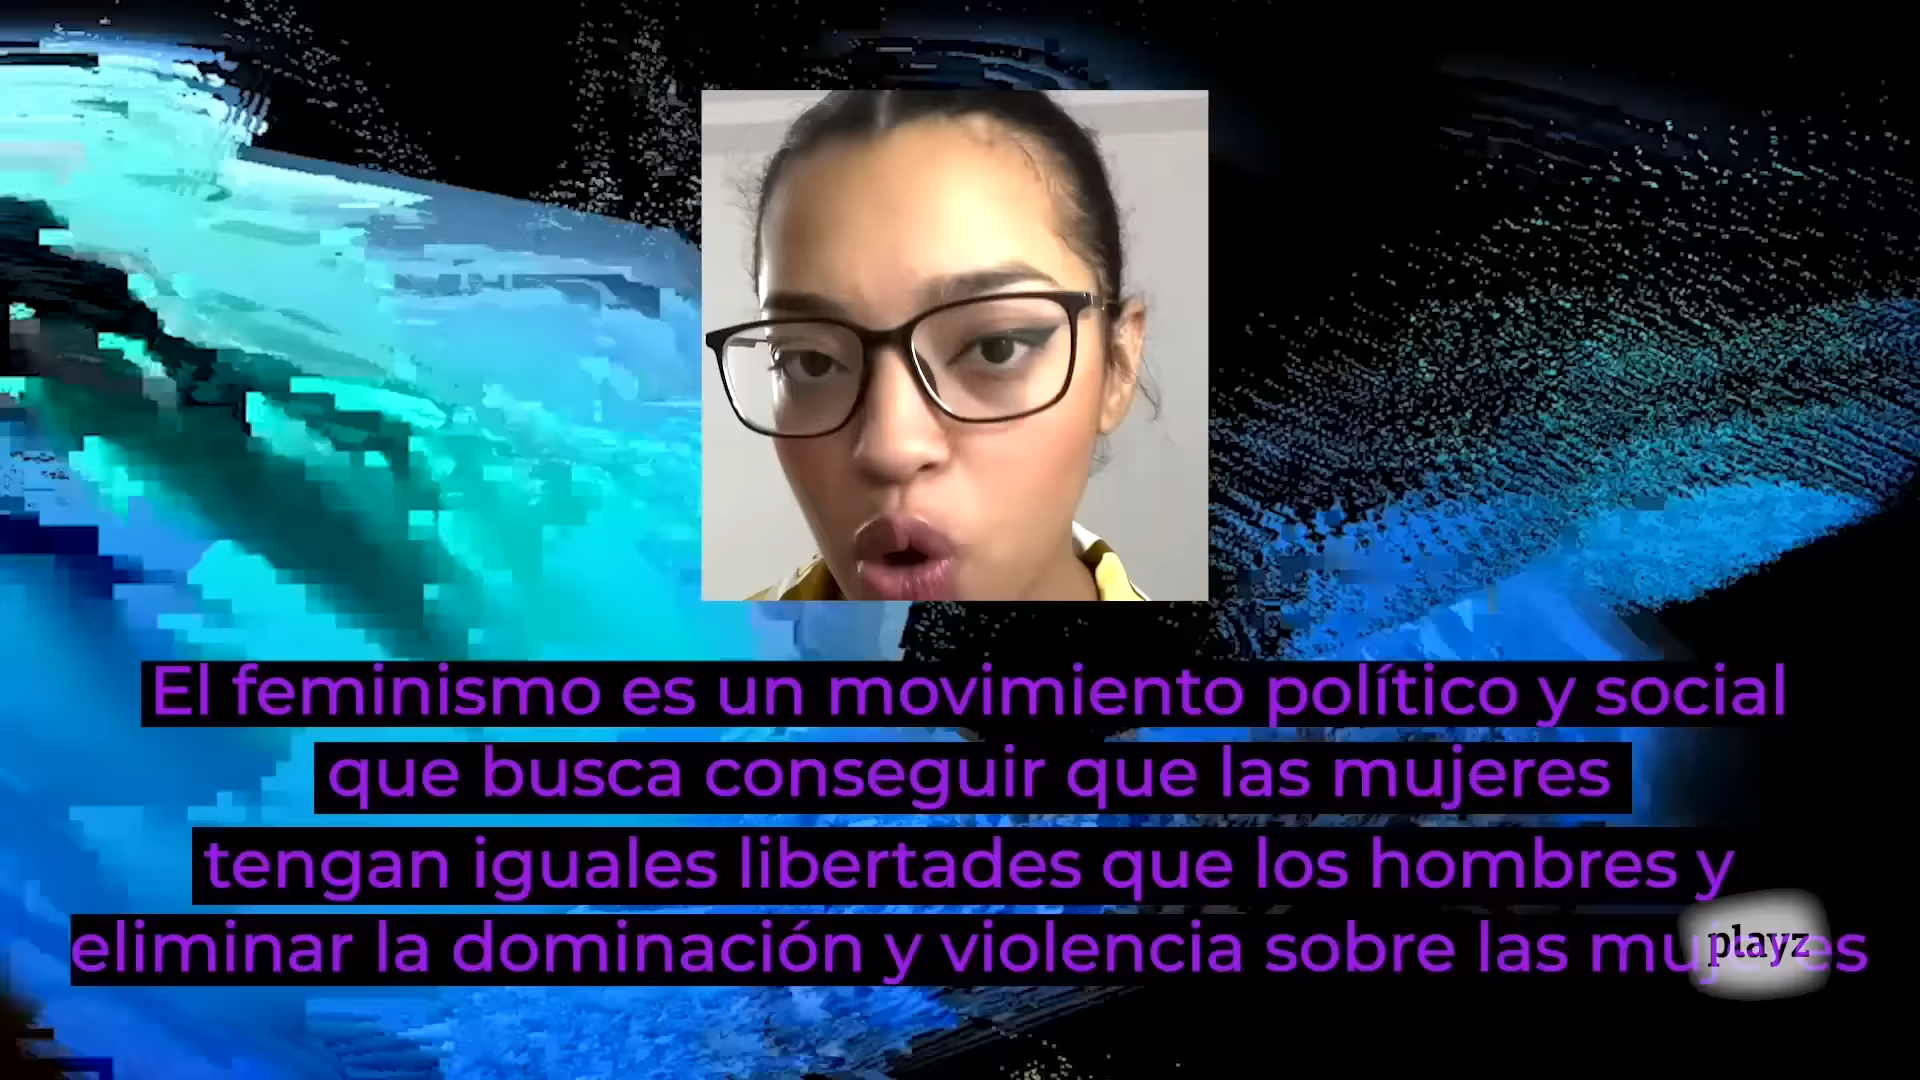 El feminismo es un movimiento político y social
que busca conseguir que las mujeres
tengan iguales libertades que los hombres y
eliminar la dominación y violencia sobre las mujeres
playz